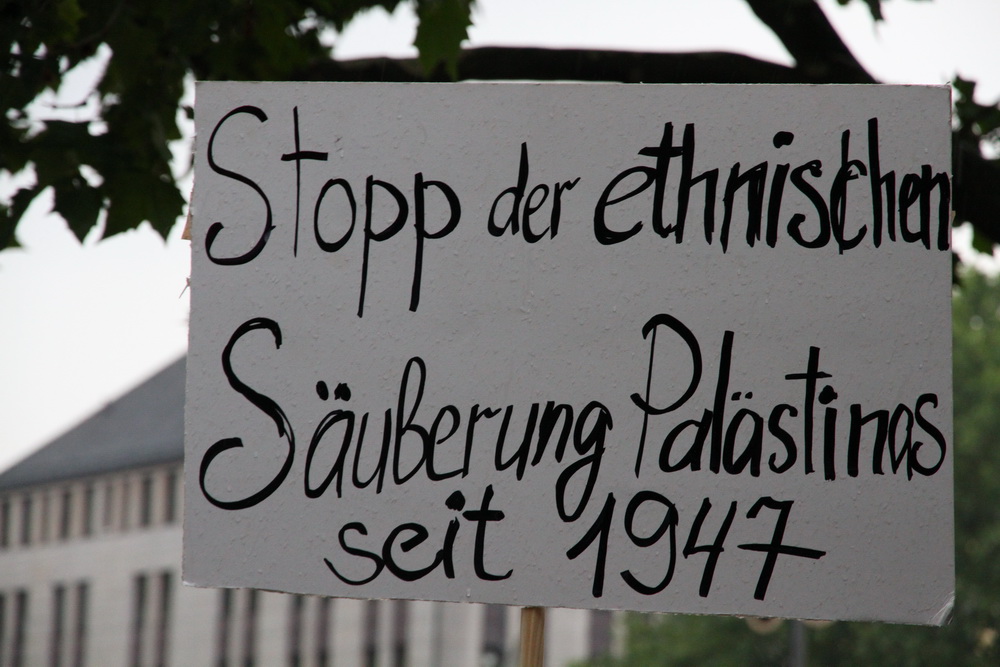 Stopp der ethnischen
Säuberung Palästinas
seit 1947